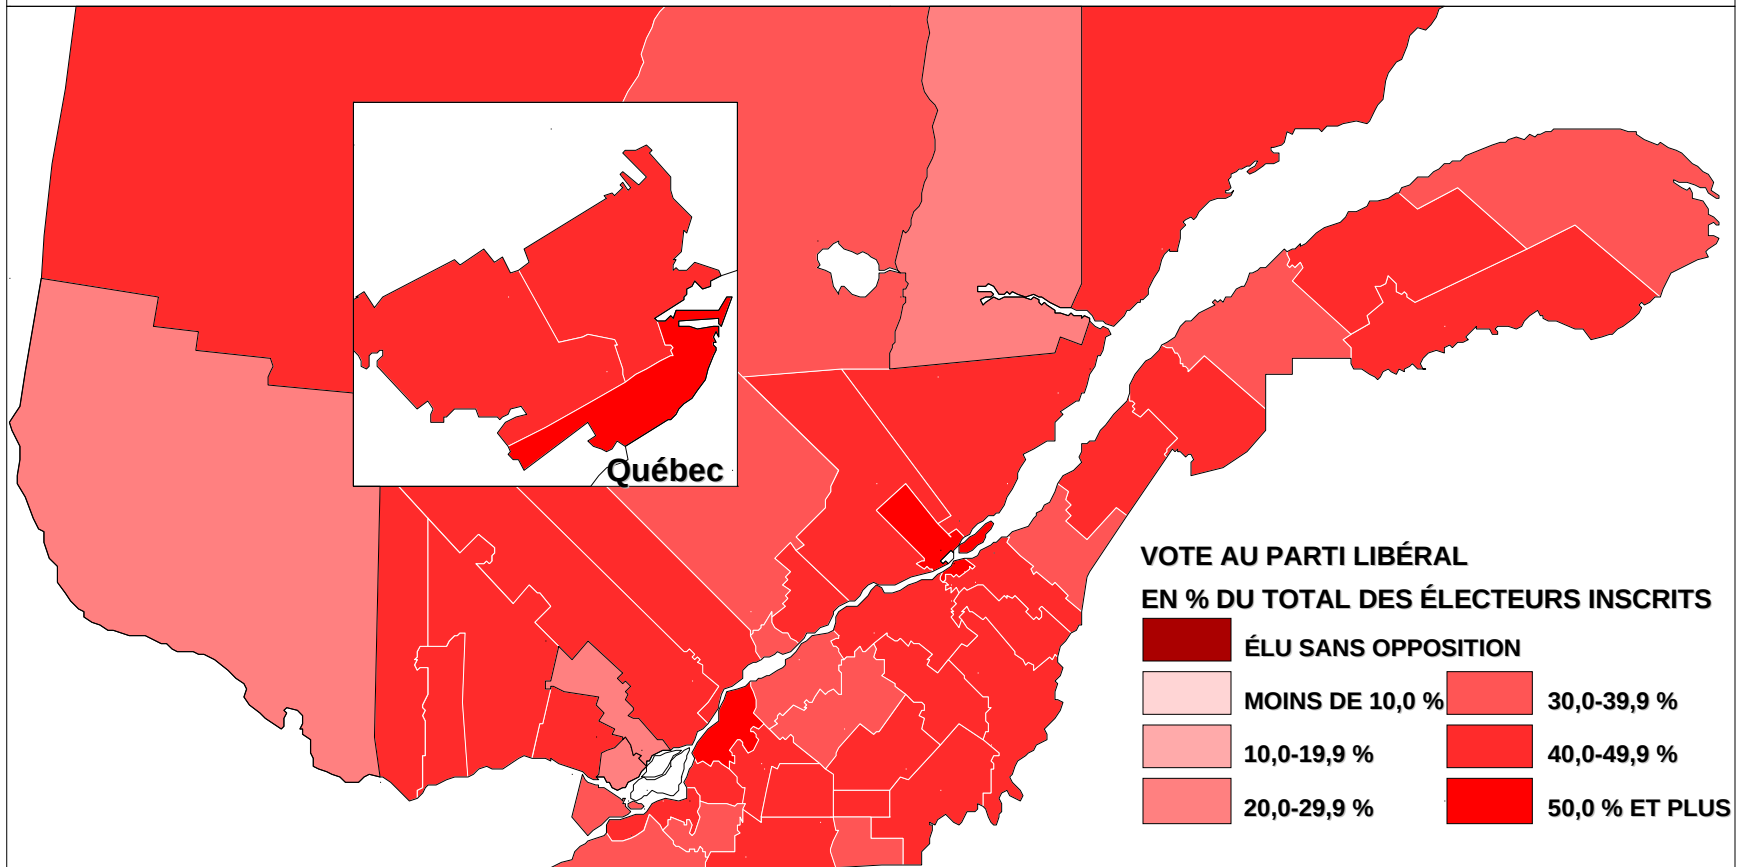 Québec
VOTE AU PARTI LIBÉRAL
EN % DU TOTAL DES ÉLECTEURS INSCRITS
ÉLU SANS OPPOSITION
MOINS DE 10,0 %
30,0-39,9 %
10,0-19,9 %
40,0-49,9 %
20,0-29,9 %
50,0 % ET PLUS